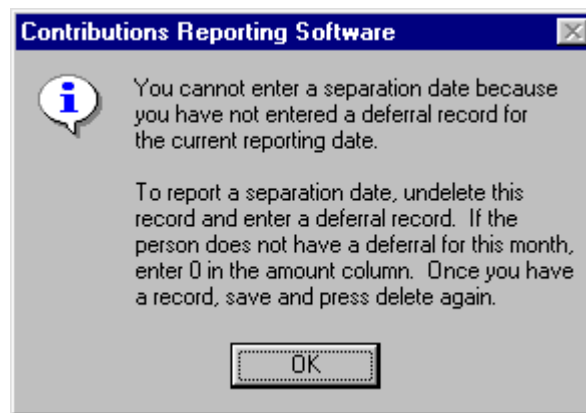 Contributions Reporting Software
You cannot enter a separation date because
you have not entered a deferral record for
the current reporting date.
To report a separation date, undelete this
record and enter a deferral record.  If the
person does not have a deferral for this month,
enter 0 in the amount column.  Once you have
a record, save and press delete again.
OK